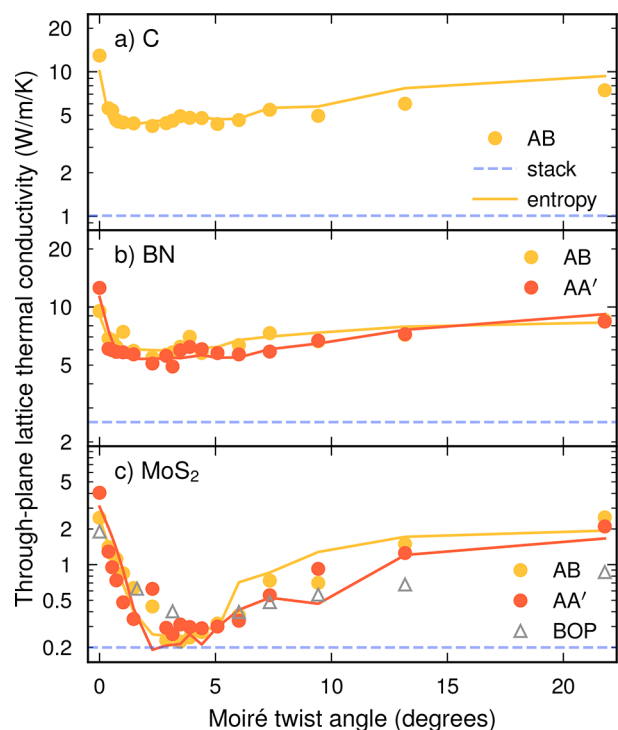 Through-plane lattice thermal conductivity (W/m/K)
a) C
20
10
5
2
1
AB
stack
entropy
b) BN
20
10
5
2
AB
AA′
c) MoS₂
5
2
1
0.5
0.2
AB
AA′
BOP
0 5 10 15 20
Moiré twist angle (degrees)